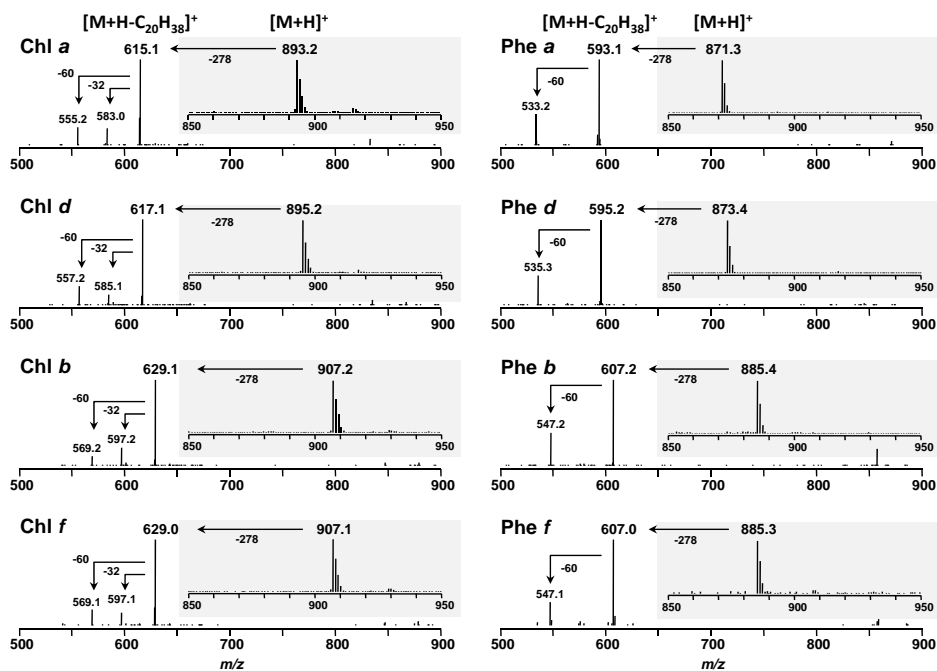 [M+H-C20H38]+ [M+H]+ [M+H-C20H38]+ [M+H]+
Chl a 615.1 893.2
-278
-60
-32
555.2 583.0
850 900 950
500 600 700 800 900
Phe a 593.1 871.3
-278
-60
533.2
850 900 950
500 600 700 800 900
Chl d 617.1 895.2
-278
-60
-32
557.2 585.1
850 900 950
500 600 700 800 900
Phe d 595.2 873.4
-278
-60
535.3
850 900 950
500 600 700 800 900
Chl b 629.1 907.2
-278
-60
-32
569.2 597.2
850 900 950
500 600 700 800 900
Phe b 607.2 885.4
-278
-60
547.2
850 900 950
500 600 700 800 900
Chl f 629.0 907.1
-278
-60
-32
569.1 597.1
850 900 950
500 600 700 800 900
m/z
Phe f 607.0 885.3
-278
-60
547.1
850 900 950
500 600 700 800 900
m/z